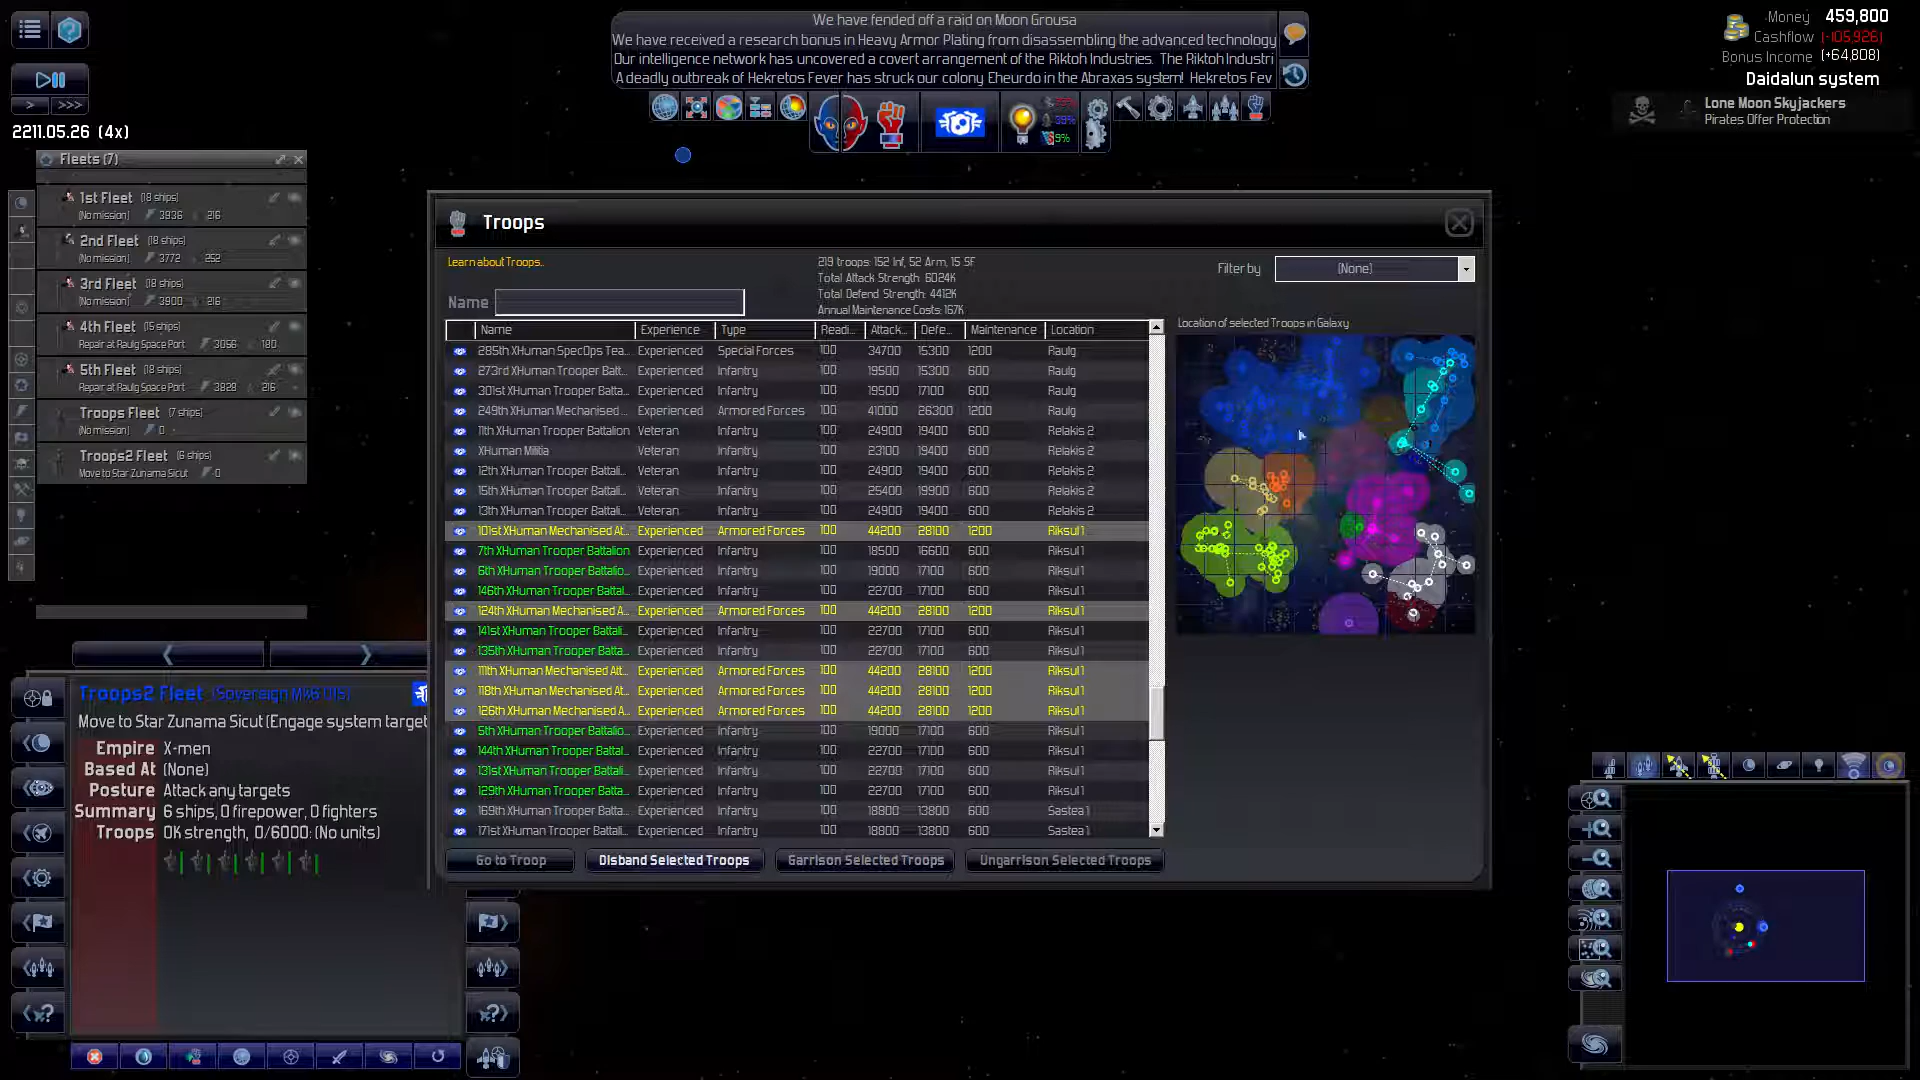 We have fended off a raid on Moon Grousa
We have received a research bonus in Heavy Armor Plating from disassembling the advanced technology
Our intelligence network has uncovered a covert arrangement of the Riktoh Industries. The Riktoh Industri
A deadly outbreak of Hekretos Fever has struck our colony Eheurdo in the Abraxas system! Hekretos Fev
Money 459,800
Cashflow (-105,926)
Bonus Income (+64,808)
Daidalun system
Lone Moon Skyjackers
Pirates Offer Protection
> >>>
2211.05.26 (4x)
39%
9%
Fleets (7)
1st Fleet (18 ships)
(No mission) 3936 216
2nd Fleet (18 ships)
(No mission) 3772 252
3rd Fleet (18 ships)
(No mission) 3900 216
4th Fleet (15 ships)
Repair at Raulg Space Port 3056 180
5th Fleet (18 ships)
Repair at Raulg Space Port 3828 216
Troops Fleet (7 ships)
(No mission) 0
Troops2 Fleet (6 ships)
Move to Star Zunama Sicut 0
Troops
Learn about Troops..
219 troops: 152 Inf, 52 Arm, 15 SF
Total Attack Strength: 6024K
Total Defend Strength: 4412K
Annual Maintenance Costs: 167K
Filter by (None)
Name
Location of selected Troops in Galaxy
Name Experience Type Readi... Attack... Defe... Maintenance Location
285th XHuman SpecOps Tea... Experienced Special Forces 100 34700 15300 1200 Raulg
273rd XHuman Trooper Batt... Experienced Infantry 100 19500 15300 600 Raulg
301st XHuman Trooper Batta... Experienced Infantry 100 19500 17100 600 Raulg
249th XHuman Mechanised ... Experienced Armored Forces 100 41000 26300 1200 Raulg
11th XHuman Trooper Battalion Veteran Infantry 100 24900 19400 600 Relakis 2
XHuman Militia Veteran Infantry 100 23100 19400 600 Relakis 2
12th XHuman Trooper Battali... Veteran Infantry 100 24900 19400 600 Relakis 2
15th XHuman Trooper Battali... Veteran Infantry 100 25400 19900 600 Relakis 2
13th XHuman Trooper Battali... Veteran Infantry 100 24900 19400 600 Relakis 2
101st XHuman Mechanised At... Experienced Armored Forces 100 44200 28100 1200 Riksul 1
7th XHuman Trooper Battalion Experienced Infantry 100 18500 16600 600 Riksul 1
6th XHuman Trooper Battalio... Experienced Infantry 100 19000 17100 600 Riksul 1
146th XHuman Trooper Battal... Experienced Infantry 100 22700 17100 600 Riksul 1
124th XHuman Mechanised A... Experienced Armored Forces 100 44200 28100 1200 Riksul 1
141st XHuman Trooper Battali... Experienced Infantry 100 22700 17100 600 Riksul 1
135th XHuman Trooper Battal... Experienced Infantry 100 22700 17100 600 Riksul 1
111th XHuman Mechanised Att... Experienced Armored Forces 100 44200 28100 1200 Riksul 1
118th XHuman Mechanised At... Experienced Armored Forces 100 44200 28100 1200 Riksul 1
126th XHuman Mechanised A... Experienced Armored Forces 100 44200 28100 1200 Riksul 1
5th XHuman Trooper Battalio... Experienced Infantry 100 19000 17100 600 Riksul 1
144th XHuman Trooper Battal... Experienced Infantry 100 22700 17100 600 Riksul 1
131st XHuman Trooper Battali... Experienced Infantry 100 22700 17100 600 Riksul 1
129th XHuman Trooper Batta... Experienced Infantry 100 22700 17100 600 Riksul 1
169th XHuman Trooper Batta... Experienced Infantry 100 18800 13800 600 Sastea 1
171st XHuman Trooper Battali... Experienced Infantry 100 18800 13800 600 Sastea 1
Go to Troop Disband Selected Troops Garrison Selected Troops Ungarrison Selected Troops
Troops2 Fleet (Sovereign Mk6 01s)
Move to Star Zunama Sicut (Engage system target
Empire X-men
Based At (None)
Posture Attack any targets
Summary 6 ships, 0 firepower, 0 fighters
Troops 0K strength, 0/6000: (No units)